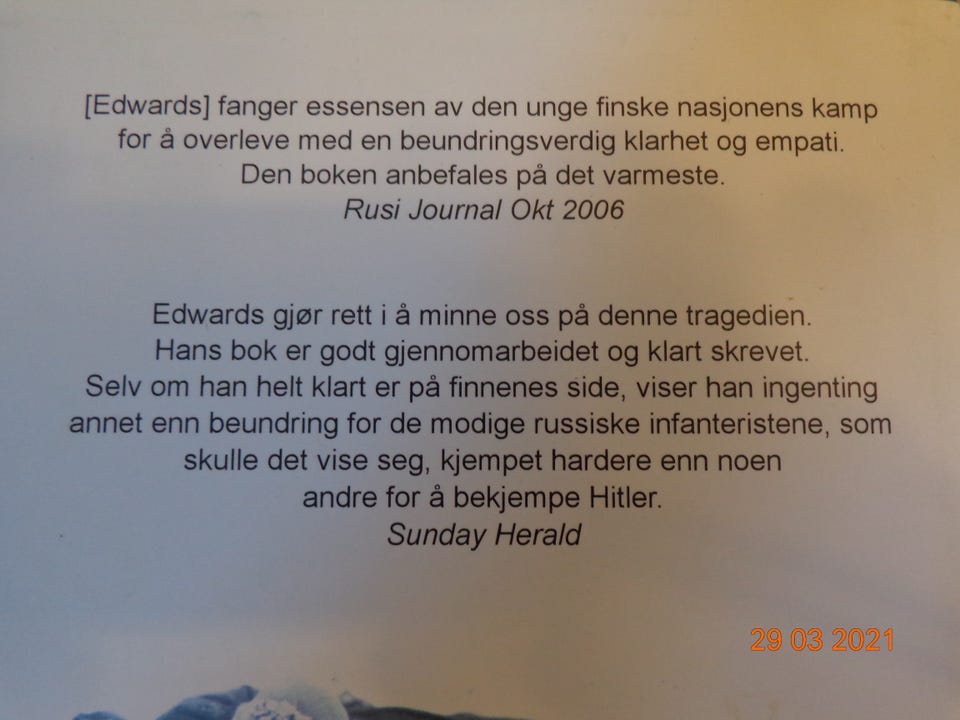 [Edwards] fanger essensen av den unge finske nasjonens kamp
for å overleve med en beundringsverdig klarhet og empati.
Den boken anbefales på det varmeste.
Rusi Journal Okt 2006
Edwards gjør rett i å minne oss på denne tragedien.
Hans bok er godt gjennomarbeidet og klart skrevet.
Selv om han helt klart er på finnenes side, viser han ingenting
annet enn beundring for de modige russiske infanteristene, som
skulle det vise seg, kjempet hardere enn noen
andre for å bekjempe Hitler.
Sunday Herald
29 03 2021